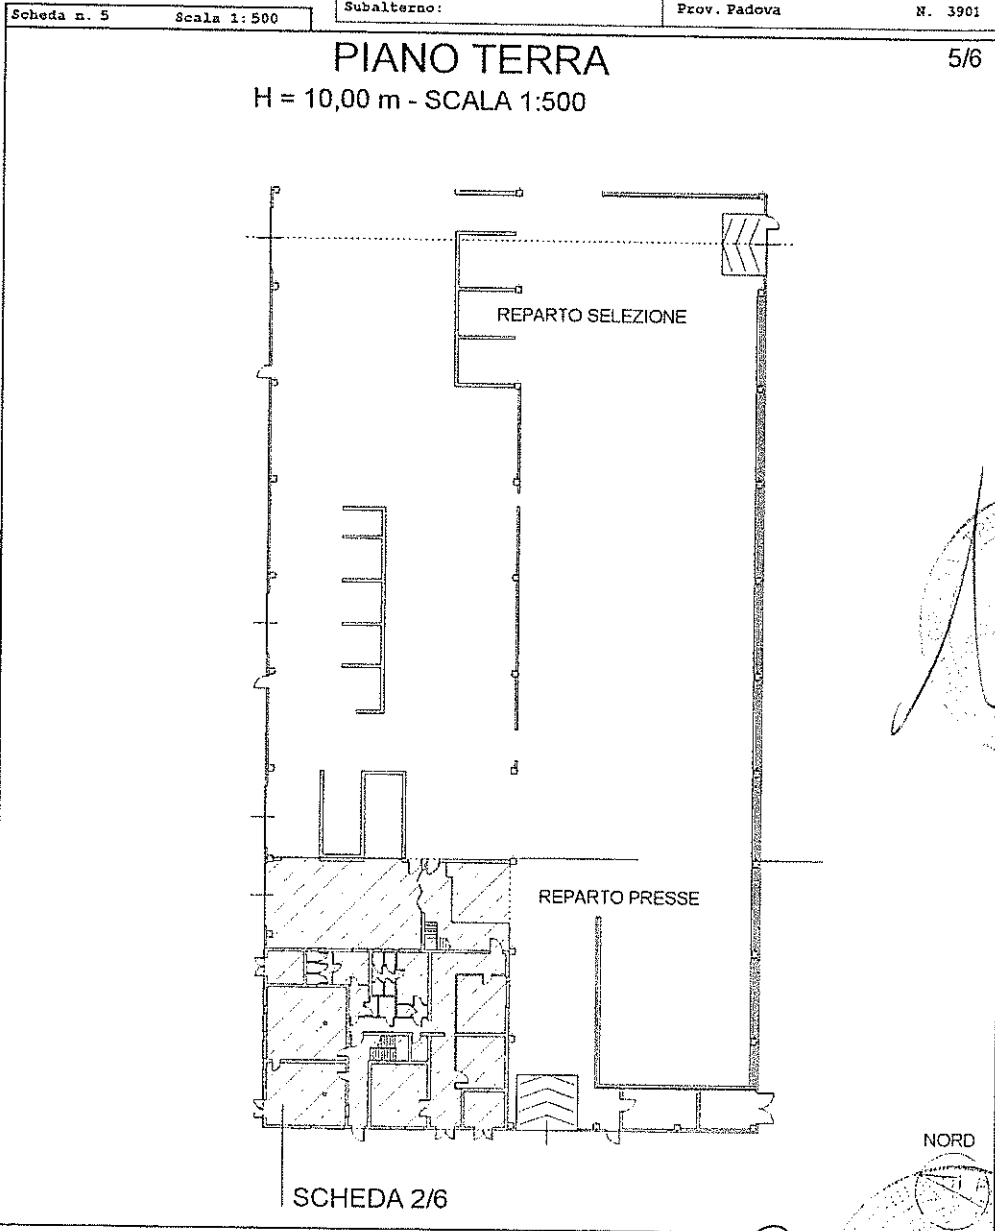 Scheda n. 5 Scala 1:500
Subalterno:
Prov. Padova N. 3901
PIANO TERRA
5/6
H = 10,00 m - SCALA 1:500
REPARTO SELEZIONE
REPARTO PRESSE
NORD
SCHEDA 2/6